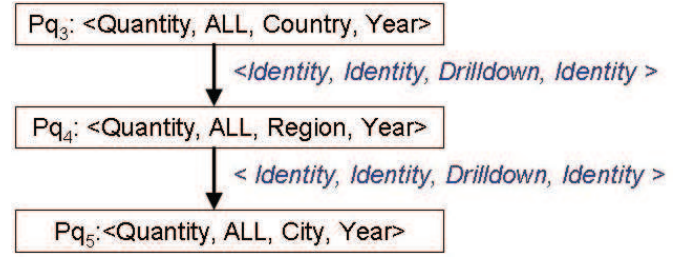 Pq3: <Quantity, ALL, Country, Year>
<Identity, Identity, Drilldown, Identity >
Pq4: <Quantity, ALL, Region, Year>
< Identity, Identity, Drilldown, Identity >
Pq5:<Quantity, ALL, City, Year>